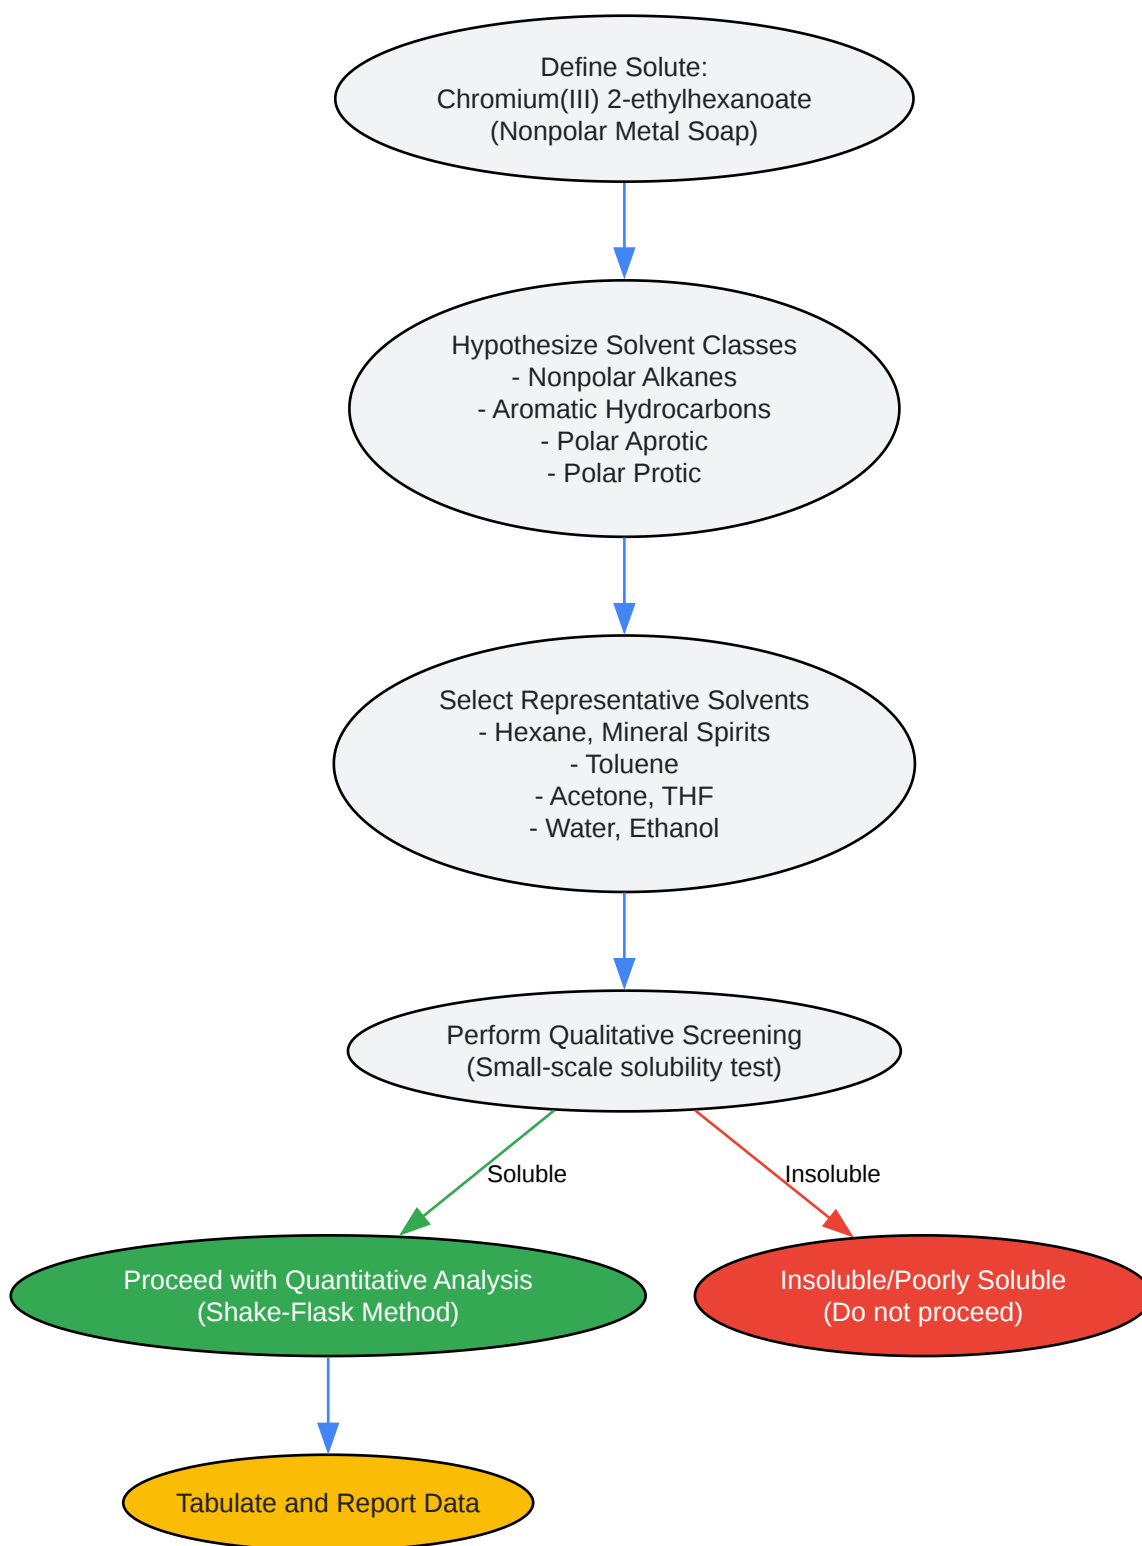 Define Solute:
Chromium(III) 2-ethylhexanoate
(Nonpolar Metal Soap)
Hypothesize Solvent Classes
- Nonpolar Alkanes
- Aromatic Hydrocarbons
- Polar Aprotic
- Polar Protic
Select Representative Solvents
- Hexane, Mineral Spirits
- Toluene
- Acetone, THF
- Water, Ethanol
Perform Qualitative Screening
(Small-scale solubility test)
Soluble
Insoluble
Proceed with Quantitative Analysis
(Shake-Flask Method)
Insoluble/Poorly Soluble
(Do not proceed)
Tabulate and Report Data